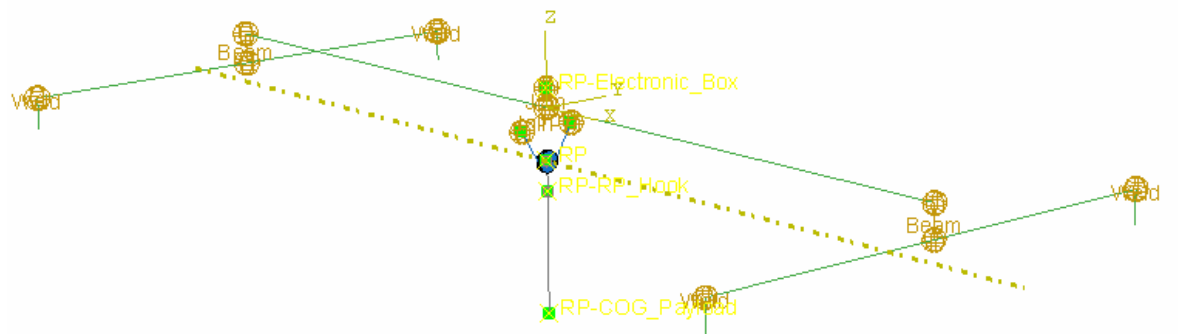 Z
Weld
Beam
RP-Electronic_Box
Y
Weld
X
RP
RP-RP_Hook
Weld
Beam
Weld
RP-COG_Payload